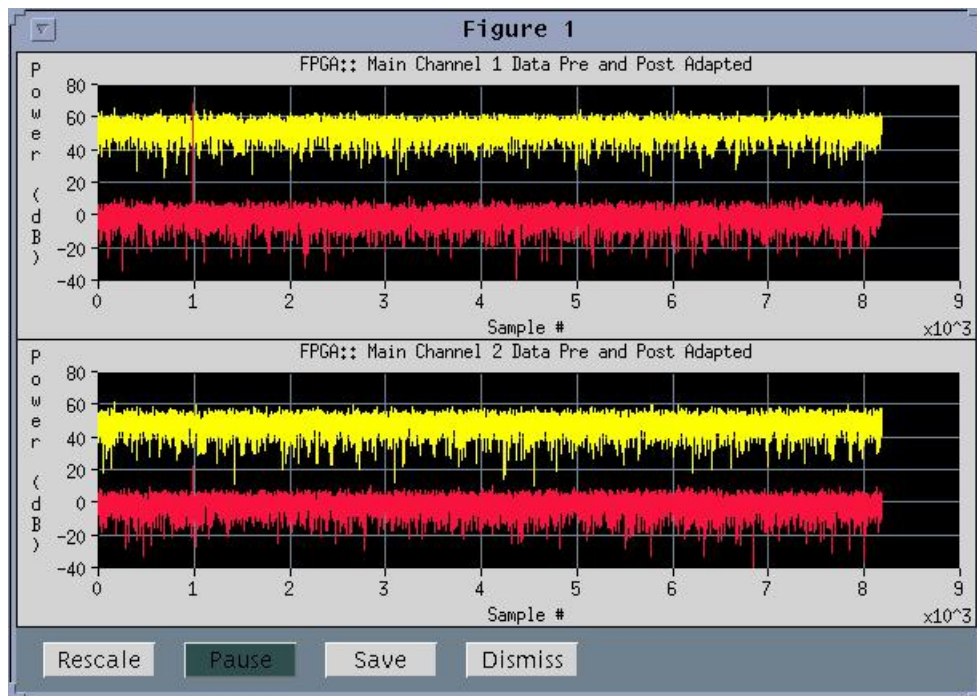 Figure 1
FPGA:: Main Channel 1 Data Pre and Post Adapted
Power (dB)
80
60
40
20
0
-20
-40
0 1 2 3 4 5 6 7 8 9
Sample #
x10^3
FPGA:: Main Channel 2 Data Pre and Post Adapted
Power (dB)
80
60
40
20
0
-20
-40
0 1 2 3 4 5 6 7 8 9
Sample #
x10^3
Rescale Pause Save Dismiss